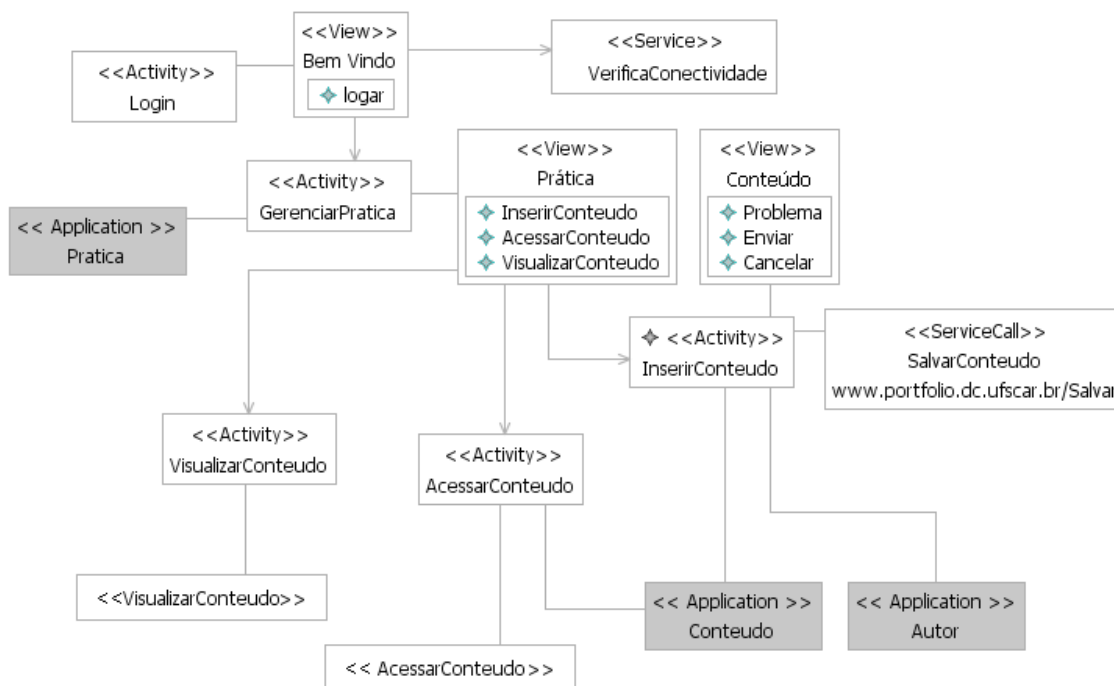 <<View>>
Bem Vindo
logar
<<Service>>
VerificaConectividade
<<Activity>>
Login
<<Activity>>
GerenciarPratica
<<View>>
Prática
InserirConteudo
AcessarConteudo
VisualizarConteudo
<<View>>
Conteúdo
Problema
Enviar
Cancelar
<< Application >>
Pratica
<<Activity>>
InserirConteudo
<<ServiceCall>>
SalvarConteudo
www.portfolio.dc.ufscar.br/Salvar
<<Activity>>
VisualizarConteudo
<<Activity>>
AcessarConteudo
<<VisualizarConteudo>>
<< Application >>
Conteudo
<< Application >>
Autor
<< AcessarConteudo>>